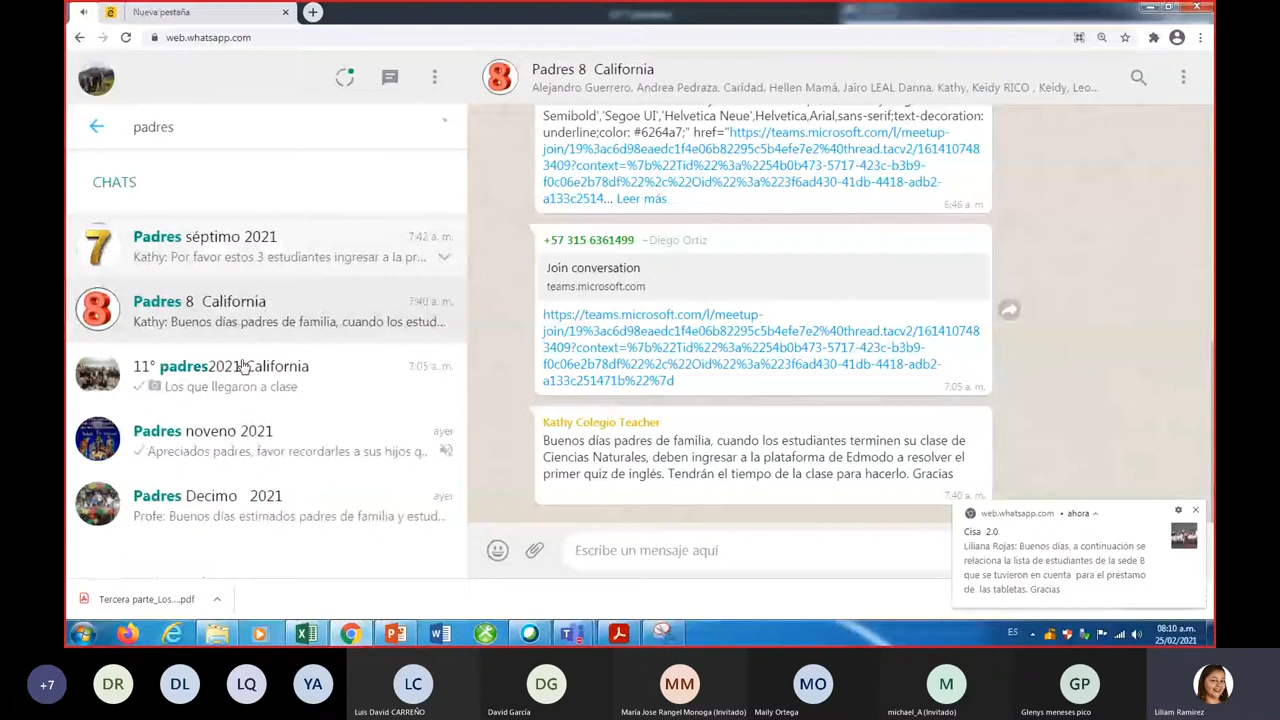 Nueva pestaña
web.whatsapp.com
Padres 8 California
Alejandro Guerrero, Andrea Pedraza, Caridad, Hellen Mamá, Jaíro LEAL Danna, Kathy, Keidy RICO , Keidy, Leo...
padres
CHATS
Padres séptimo 2021
7:42 a. m.
Kathy: Por favor estos 3 estudiantes ingresar a la pr...
Padres 8 California
7:40 a. m.
Kathy: Buenos días padres de familia, cuando los estud...
11° padres2021 California
7:05 a. m.
Los que llegaron a clase
Padres noveno 2021
ayer
Apreciados padres, favor recordarles a sus hijos q...
Padres Decimo 2021
ayer
Profe: Buenos días estimados padres de familia y estud...
Semibold','Segoe UI','Helvetica Neue',Helvetica,Arial,sans-serif;text-decoration:
underline;color: #6264a7;" href="https://teams.microsoft.com/l/meetup-
join/19%3ac6d98eaedc1f4e06b82295c5b4efe7e2%40thread.tacv2/161410748
3409?context=%7b%22Tid%22%3a%2254b0b473-5717-423c-b3b9-
f0c06e2b78df%22%2c%22Oid%22%3a%223f6ad430-41db-4418-adb2-
a133c2514... Leer más
6:46 a. m.
+57 315 6361499 ~Diego Ortiz
Join conversation
teams.microsoft.com
https://teams.microsoft.com/l/meetup-
join/19%3ac6d98eaedc1f4e06b82295c5b4efe7e2%40thread.tacv2/161410748
3409?context=%7b%22Tid%22%3a%2254b0b473-5717-423c-b3b9-
f0c06e2b78df%22%2c%22Oid%22%3a%223f6ad430-41db-4418-adb2-
a133c251471b%22%7d
7:05 a. m.
Kathy Colegio Teacher
Buenos días padres de familia, cuando los estudiantes terminen su clase de
Ciencias Naturales, deben ingresar a la plataforma de Edmodo a resolver el
primer quiz de inglés. Tendrán el tiempo de la clase para hacerlo. Gracias
7:40 a. m.
Escribe un mensaje aquí
web.whatsapp.com • ahora
Cisa 2.0.
Liliana Rojas: Buenos días, a continuación se
relaciona la lista de estudiantes de la sede B
que se tuvieron en cuenta para el préstamo
de las tabletas. Gracias
Tercera parte_Los....pdf
ES
08:10 a.m.
25/02/2021
+7
DR
DL
LQ
YA
LC
DG
MM
MO
M
GP
Luis David CARREÑO
David García
María Jose Rangel Monoga (Invitado)
Maily Ortega
michael_A (Invitado)
Glenys meneses pico
Liliam Ramirez